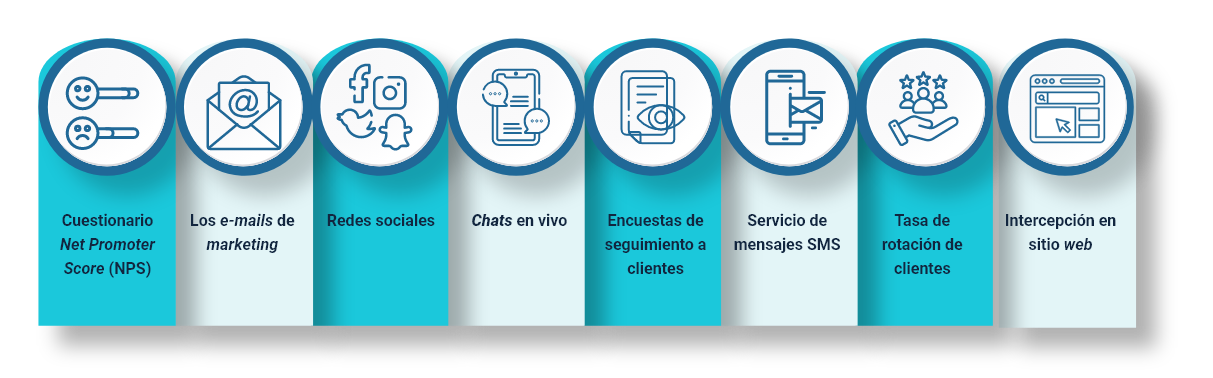 Cuestionario
Net Promoter
Score (NPS)
Los e-mails de
marketing
Redes sociales
Chats en vivo
Encuestas de
seguimiento a
clientes
Servicio de
mensajes SMS
Tasa de
rotación de
clientes
Intercepción en
sitio web